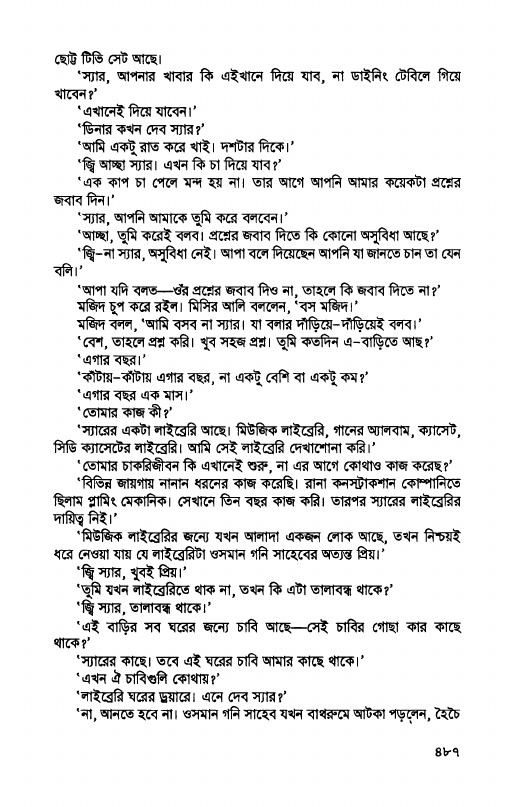 ছোট্ট টিভি সেট আছে।
‘স্যার, আপনার খাবার কি এইখানে দিয়ে যাব, না ডাইনিং টেবিলে গিয়ে
খাবেন?’
‘এখানেই দিয়ে যাবেন।’
‘ডিনার কখন দেব স্যার?’
‘আমি একটু রাত করে খাই। দশটার দিকে।’
‘জ্বি আচ্ছা স্যার। এখন কি চা দিয়ে যাব?’
‘এক কাপ চা পেলে মন্দ হয় না। তার আগে আপনি আমার কয়েকটা প্রশ্নের
জবাব দিন।’
‘স্যার, আপনি আমাকে তুমি করে বলবেন।’
‘আচ্ছা, তুমি করেই বলব। প্রশ্নের জবাব দিতে কি কোনো অসুবিধা আছে?’
‘জ্বি-না স্যার, অসুবিধা নেই। আপা বলে দিয়েছেন আপনি যা জানতে চান তা যেন
বলি।’
‘আপা যদি বলত—ওঁর প্রশ্নের জবাব দিও না, তাহলে কি জবাব দিতে না?’
মজিদ চুপ করে রইল। মিসির আলি বললেন, ‘বস মজিদ।’
মজিদ বলল, ‘আমি বসব না স্যার। যা বলার দাঁড়িয়ে-দাঁড়িয়েই বলব।’
‘বেশ, তাহলে প্রশ্ন করি। খুব সহজ প্রশ্ন। তুমি কতদিন এ-বাড়িতে আছ?’
‘এগার বছর।’
‘কাঁটায়-কাঁটায় এগার বছর, না একটু বেশি বা একটু কম?’
‘এগার বছর এক মাস।’
‘তোমার কাজ কী?’
‘স্যারের একটা লাইব্রেরি আছে। মিউজিক লাইব্রেরি, গানের অ্যালবাম, ক্যাসেট,
সিডি ক্যাসেটের লাইব্রেরি। আমি সেই লাইব্রেরি দেখাশোনা করি।’
‘তোমার চাকরিজীবন কি এখানেই শুরু, না এর আগে কোথাও কাজ করেছ?’
‘বিভিন্ন জায়গায় নানান ধরনের কাজ করেছি। রানা কনসট্রাকশান কোম্পানিতে
ছিলাম প্লামিং মেকানিক। সেখানে তিন বছর কাজ করি। তারপর স্যারের লাইব্রেরির
দায়িত্ব নিই।’
‘মিউজিক লাইব্রেরির জন্যে যখন আলাদা একজন লোক আছে, তখন নিশ্চয়ই
ধরে নেওয়া যায় যে লাইব্রেরিটা ওসমান গনি সাহেবের অত্যন্ত প্রিয়।’
‘জ্বি স্যার, খুবই প্রিয়।’
‘তুমি যখন লাইব্রেরিতে থাক না, তখন কি এটা তালাবন্ধ থাকে?’
‘জ্বি স্যার, তালাবন্ধ থাকে।’
‘এই বাড়ির সব ঘরের জন্যে চাবি আছে—সেই চাবির গোছা কার কাছে
থাকে?’
‘স্যারের কাছে। তবে এই ঘরের চাবি আমার কাছে থাকে।’
‘এখন ঐ চাবিগুলি কোথায়?’
‘লাইব্রেরি ঘরের ড্রয়ারে। এনে দেব স্যার?’
‘না, আনতে হবে না। ওসমান গনি সাহেব যখন বাথরুমে আটকা পড়লেন, হৈচৈ
৪৮৭